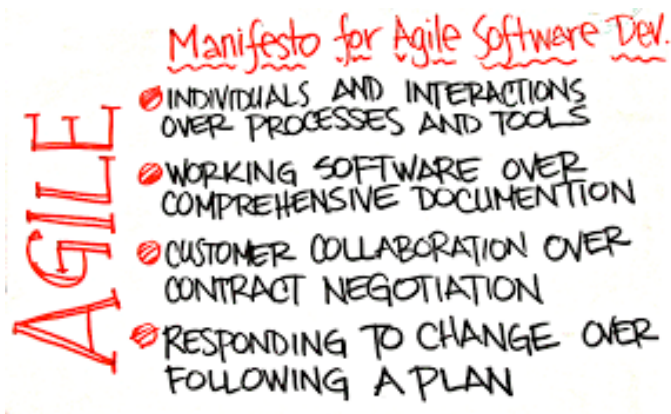 Manifesto for Agile Software Dev.
AGILE
INDIVIDUALS AND INTERACTIONS
OVER PROCESSES AND TOOLS
WORKING SOFTWARE OVER
COMPREHENSIVE DOCUMENTION
CUSTOMER COLLABORATION OVER
CONTRACT NEGOTIATION
RESPONDING TO CHANGE OVER
FOLLOWING A PLAN